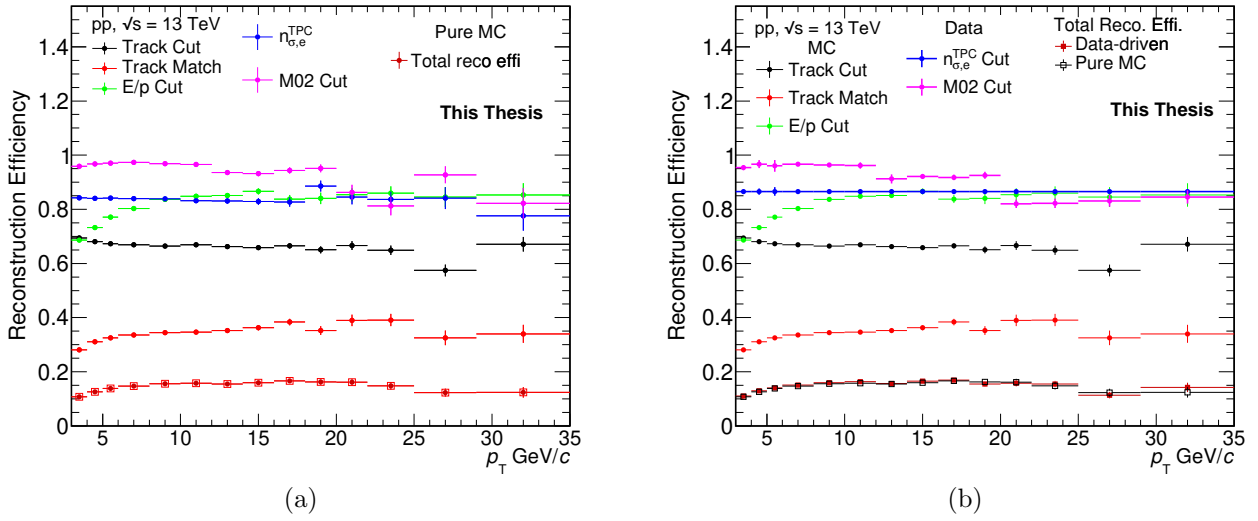 pp, √s = 13 TeV
Track Cut
Track Match
E/p Cut
n_{σ,e}^{TPC}
M02 Cut
Pure MC
Total reco effi
This Thesis
Reconstruction Efficiency
1.4
1.2
1
0.8
0.6
0.4
0.2
0
5 10 15 20 25 30 35
p_T GeV/c
(a)
pp, √s = 13 TeV
MC
Track Cut
Track Match
E/p Cut
Data
n_{σ,e}^{TPC} Cut
M02 Cut
Total Reco. Effi.
Data-driven
Pure MC
This Thesis
Reconstruction Efficiency
1.4
1.2
1
0.8
0.6
0.4
0.2
0
5 10 15 20 25 30 35
p_T GeV/c
(b)